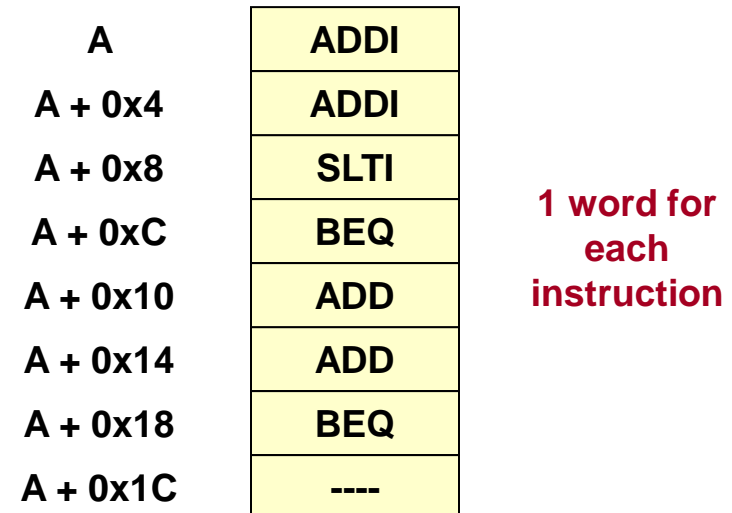 A ADDI
A + 0x4 ADDI
A + 0x8 SLTI
A + 0xC BEQ
A + 0x10 ADD
A + 0x14 ADD
A + 0x18 BEQ
A + 0x1C ----
1 word for
each
instruction